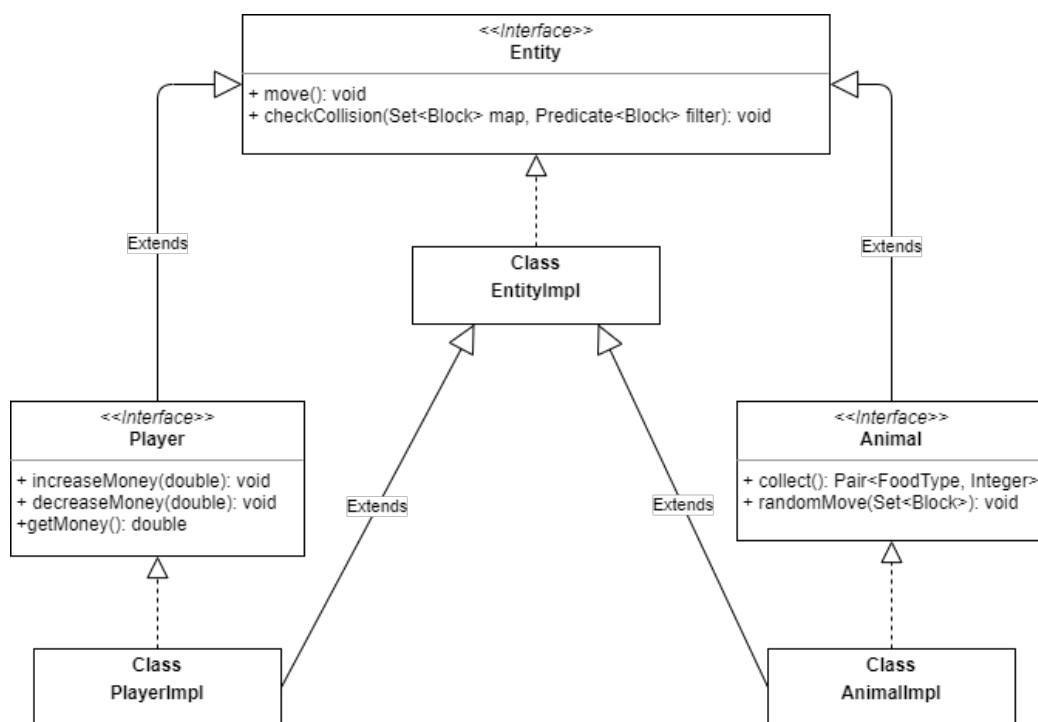 <<Interface>>
Entity
+ move(): void
+ checkCollision(Set<Block> map, Predicate<Block> filter): void
Extends
Extends
Class
EntityImpl
<<Interface>>
Player
+ increaseMoney(double): void
+ decreaseMoney(double): void
+getMoney(): double
<<Interface>>
Animal
+ collect(): Pair<FoodType, Integer>
+ randomMove(Set<Block>): void
Extends
Extends
Class
PlayerImpl
Class
AnimalImpl